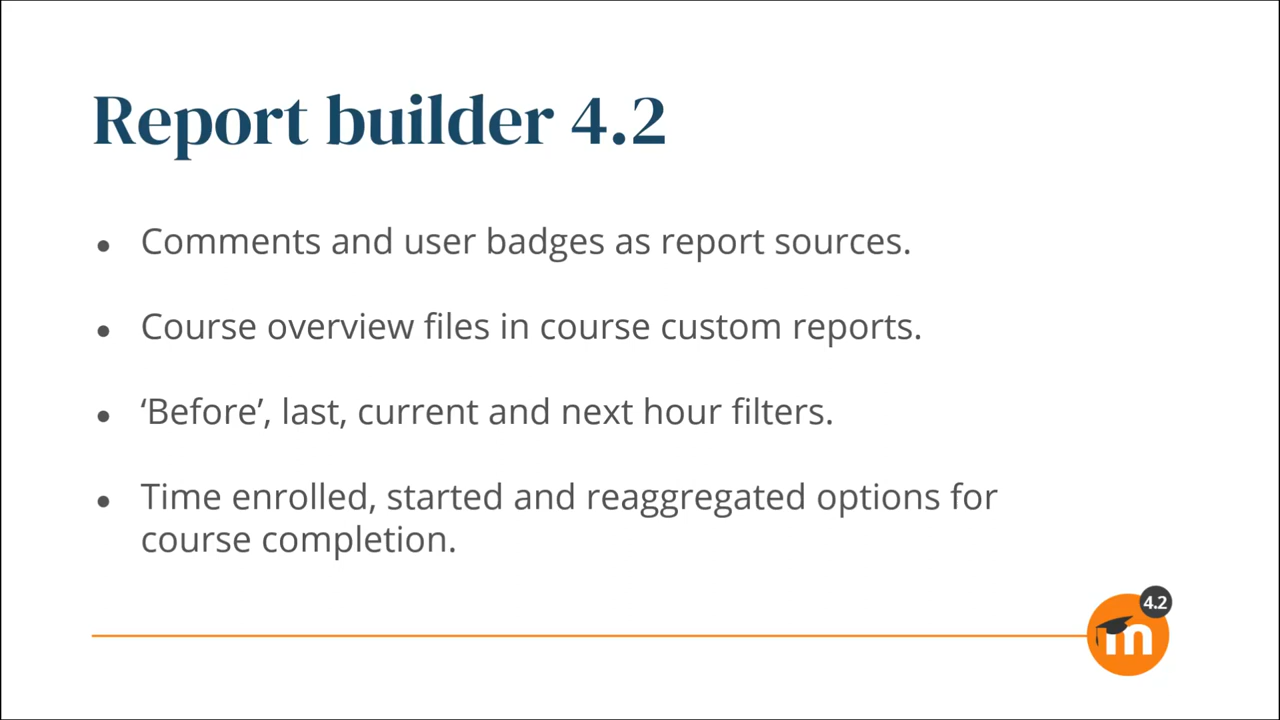 Report builder 4.2
● Comments and user badges as report sources.
● Course overview files in course custom reports.
● ‘Before’, last, current and next hour filters.
● Time enrolled, started and reaggregated options for
course completion.
4.2
m